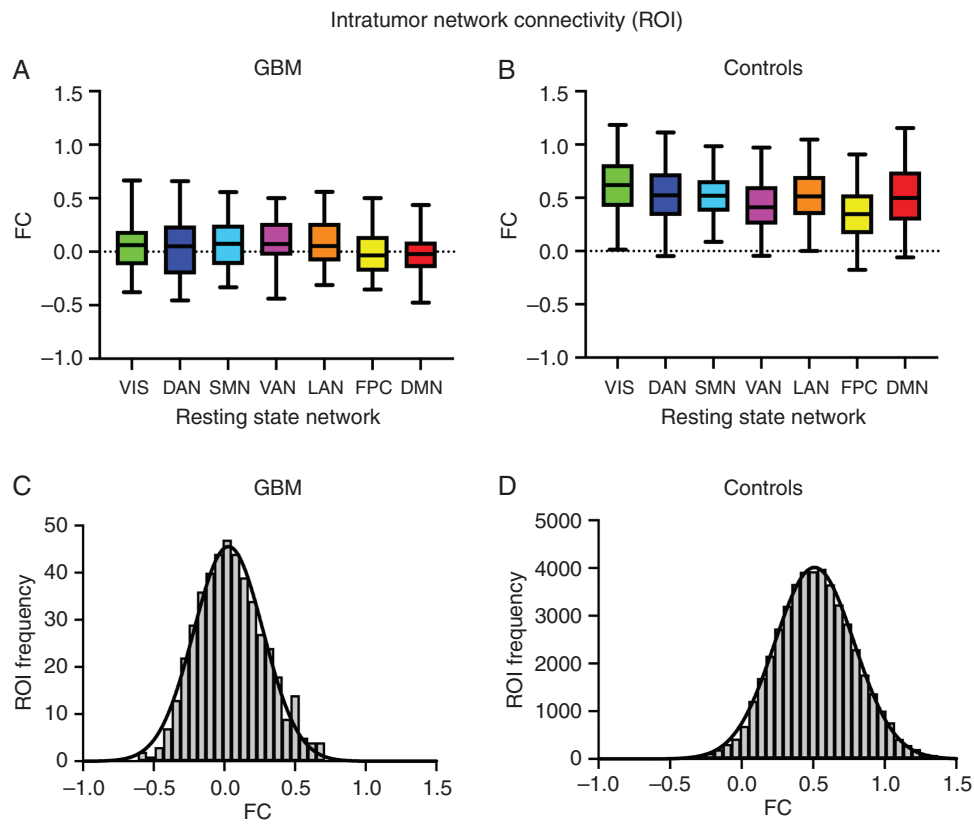 Intratumor network connectivity (ROI)
A
GBM
1.5
1.0
0.5
0.0
−0.5
−1.0
FC
VIS DAN SMN VAN LAN FPC DMN
Resting state network
B
Controls
1.5
1.0
0.5
0.0
−0.5
−1.0
FC
VIS DAN SMN VAN LAN FPC DMN
Resting state network
C
GBM
50
40
30
20
10
0
ROI frequency
−1.0 −0.5 0.0 0.5 1.0 1.5
FC
D
Controls
5000
4000
3000
2000
1000
0
ROI frequency
−1.0 −0.5 0.0 0.5 1.0 1.5
FC